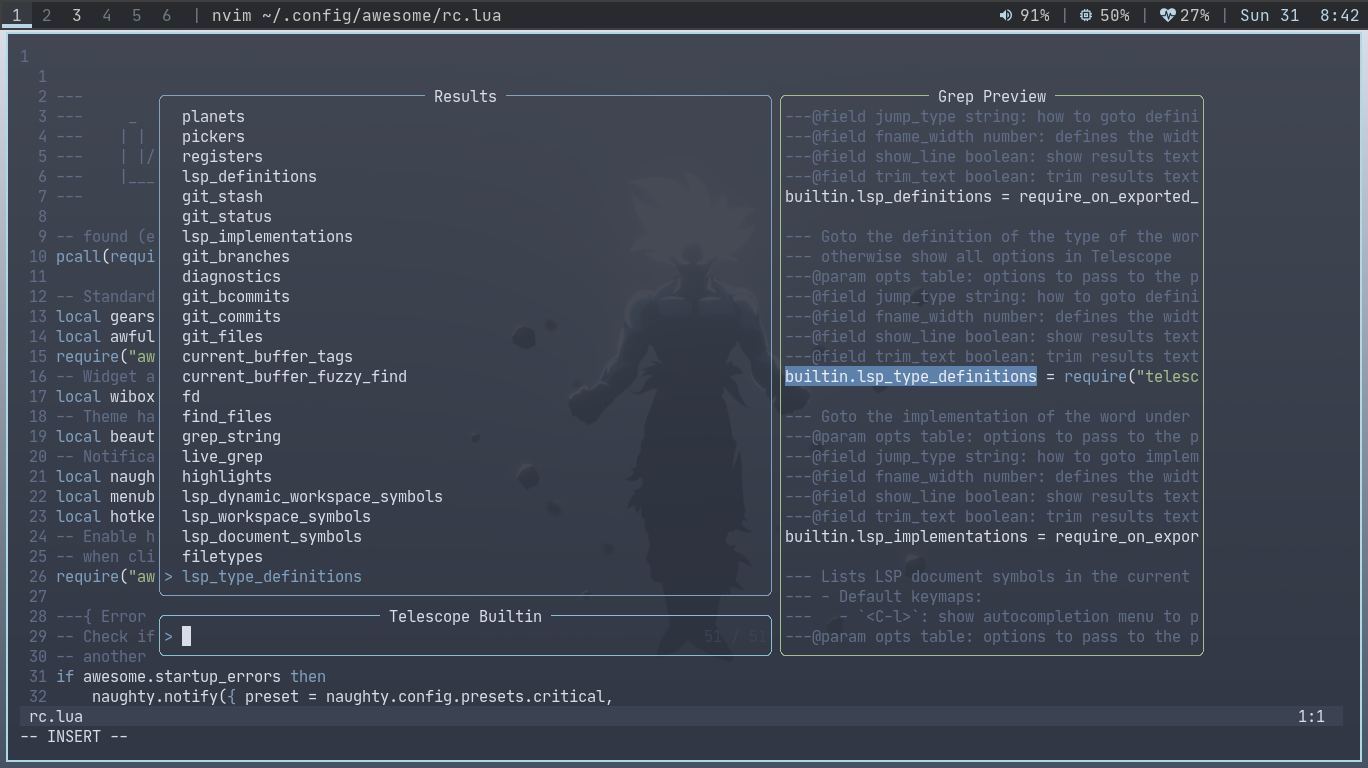 1 2 3 4 5 6 | nvim ~/.config/awesome/rc.lua 91% | 50% | 27% | Sun 31 8:42
1
1
2 ---
3 --- _
4 --- | |
5 --- | |/
6 --- |___
7 ---
8
9 -- found (e
10 pcall(requi
11
12 -- Standard
13 local gears
14 local awful
15 require("aw
16 -- Widget a
17 local wibox
18 -- Theme ha
19 local beaut
20 -- Notifica
21 local naugh
22 local menub
23 local hotke
24 -- Enable h
25 -- when cli
26 require("aw
27
28 ---{ Error
29 -- Check if
30 -- another
31 if awesome.startup_errors then
32 naughty.notify({ preset = naughty.config.presets.critical,
Results
planets
pickers
registers
lsp_definitions
git_stash
git_status
lsp_implementations
git_branches
diagnostics
git_bcommits
git_commits
git_files
current_buffer_tags
current_buffer_fuzzy_find
fd
find_files
grep_string
live_grep
highlights
lsp_dynamic_workspace_symbols
lsp_workspace_symbols
lsp_document_symbols
filetypes
> lsp_type_definitions
Telescope Builtin
> 51 / 51
Grep Preview
---@field jump_type string: how to goto defini
---@field fname_width number: defines the widt
---@field show_line boolean: show results text
---@field trim_text boolean: trim results text
builtin.lsp_definitions = require_on_exported_
--- Goto the definition of the type of the wor
--- otherwise show all options in Telescope
---@param opts table: options to pass to the p
---@field jump_type string: how to goto defini
---@field fname_width number: defines the widt
---@field show_line boolean: show results text
---@field trim_text boolean: trim results text
builtin.lsp_type_definitions = require("telesc
--- Goto the implementation of the word under
---@param opts table: options to pass to the p
---@field jump_type string: how to goto implem
---@field fname_width number: defines the widt
---@field show_line boolean: show results text
---@field trim_text boolean: trim results text
builtin.lsp_implementations = require_on_expor
--- Lists LSP document symbols in the current
--- - Default keymaps:
--- - `<C-l>`: show autocompletion menu to p
---@param opts table: options to pass to the p
rc.lua 1:1
-- INSERT --